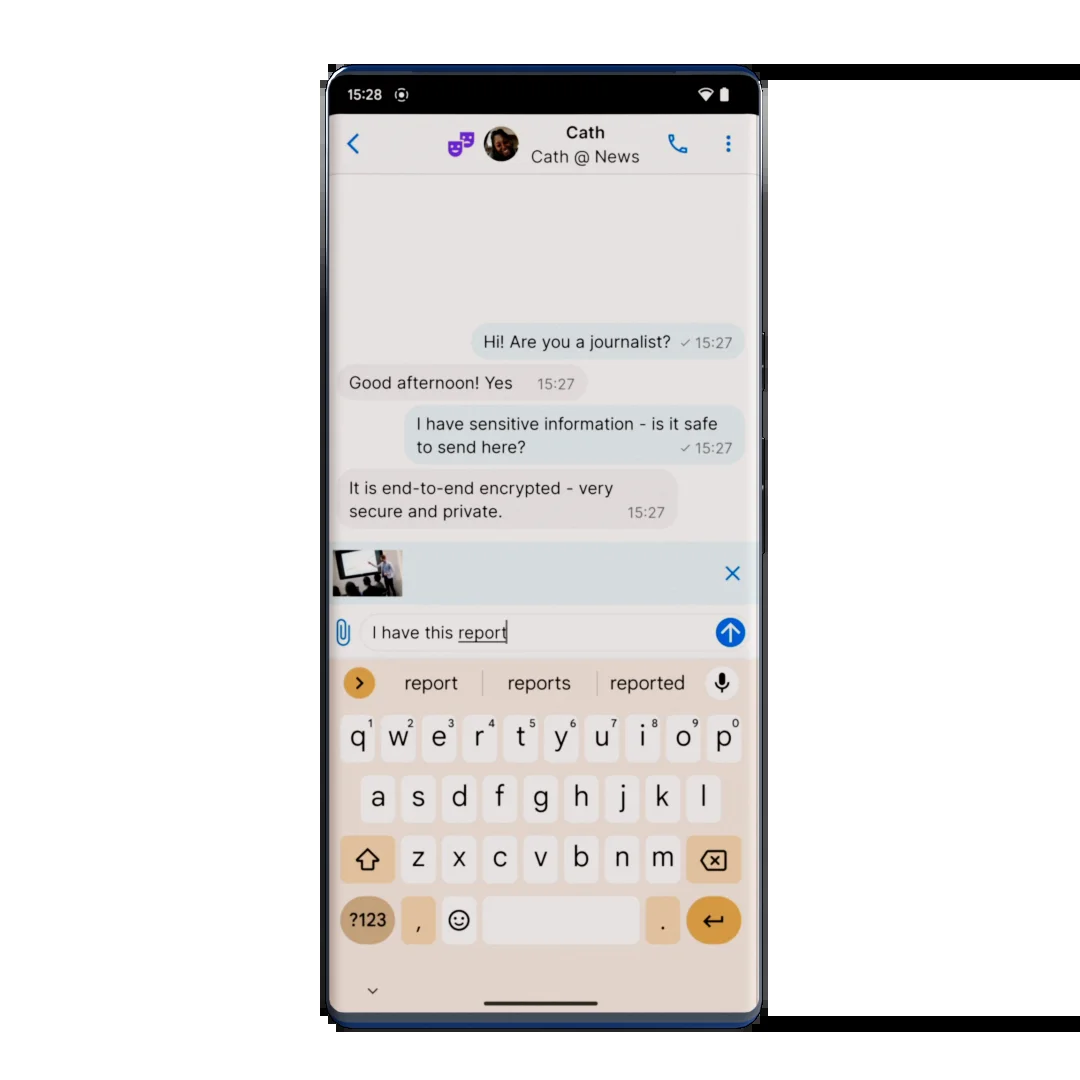 15:28
Cath
Cath @ News
Hi! Are you a journalist? 15:27
Good afternoon! Yes 15:27
I have sensitive information - is it safe
to send here? 15:27
It is end-to-end encrypted - very
secure and private. 15:27
I have this report
report reports reported
q1 w2 e3 r4 t5 y6 u7 i8 o9 p0
a s d f g h j k l
z x c v b n m
?123 , .